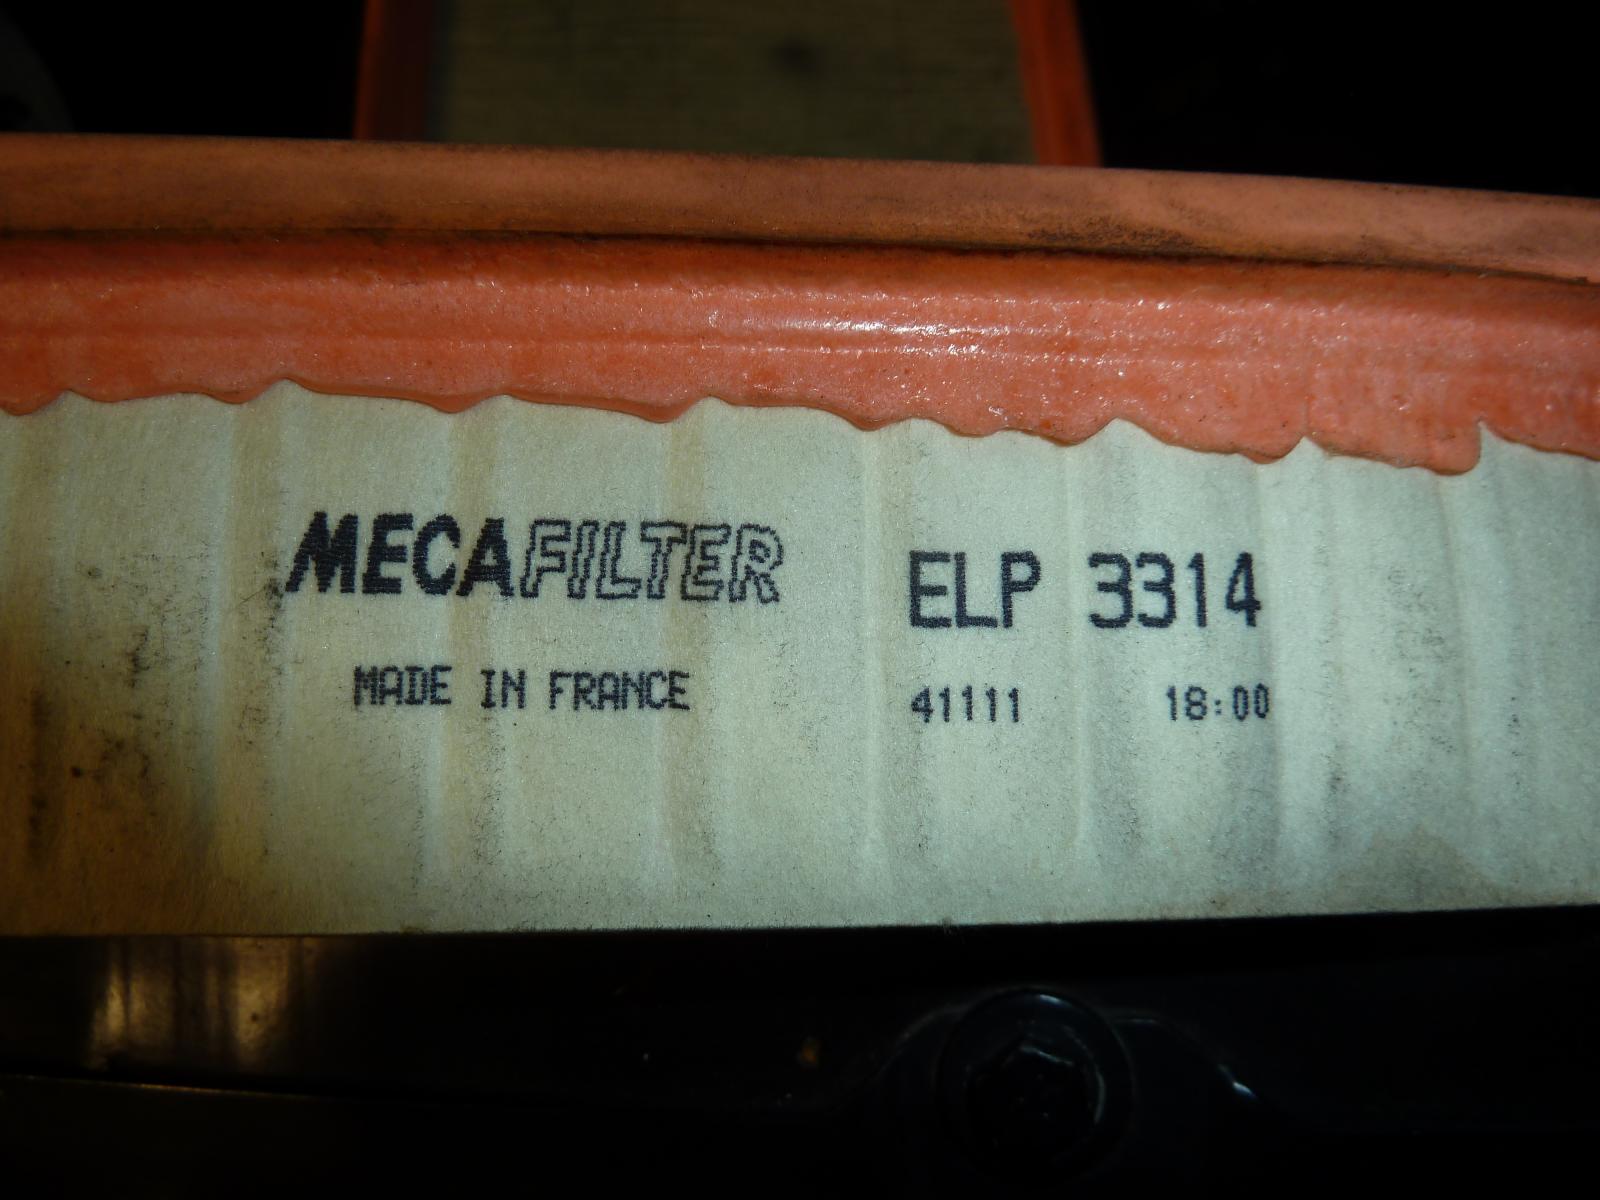 MECAFILTER ELP 3314
MADE IN FRANCE 41111 18:00